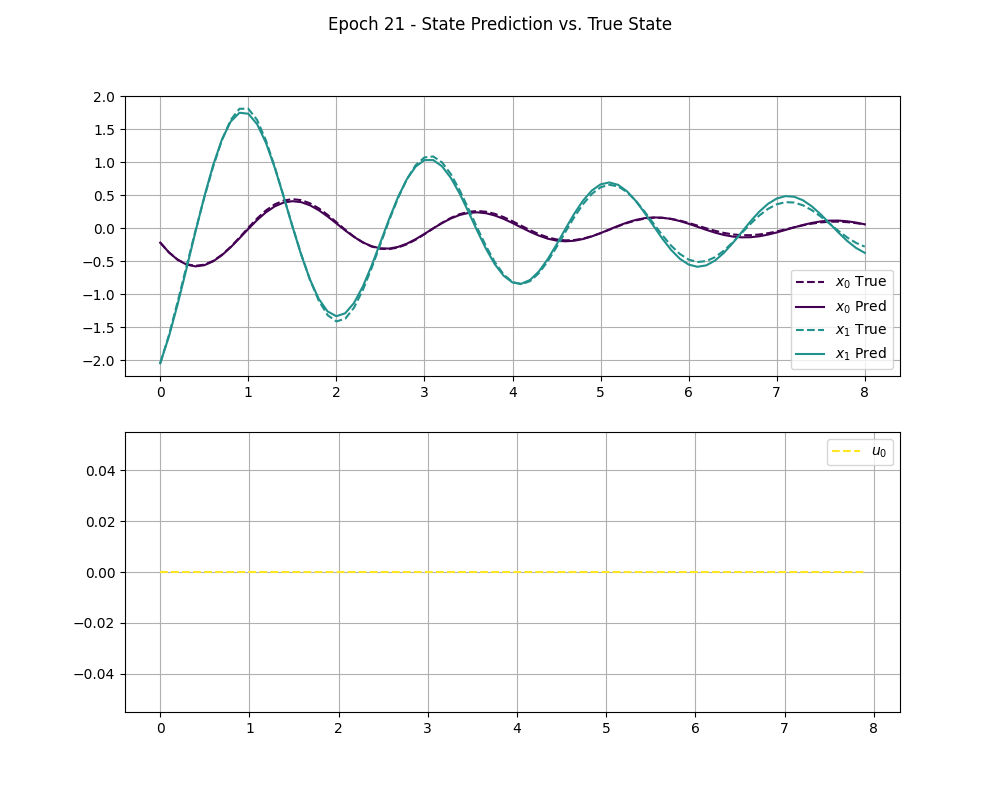 Epoch 21 - State Prediction vs. True State
2.0
1.5
1.0
0.5
0.0
−0.5
−1.0
−1.5
−2.0
x₀ True
x₀ Pred
x₁ True
x₁ Pred
0 1 2 3 4 5 6 7 8
0.04
0.02
0.00
−0.02
−0.04
u₀
0 1 2 3 4 5 6 7 8